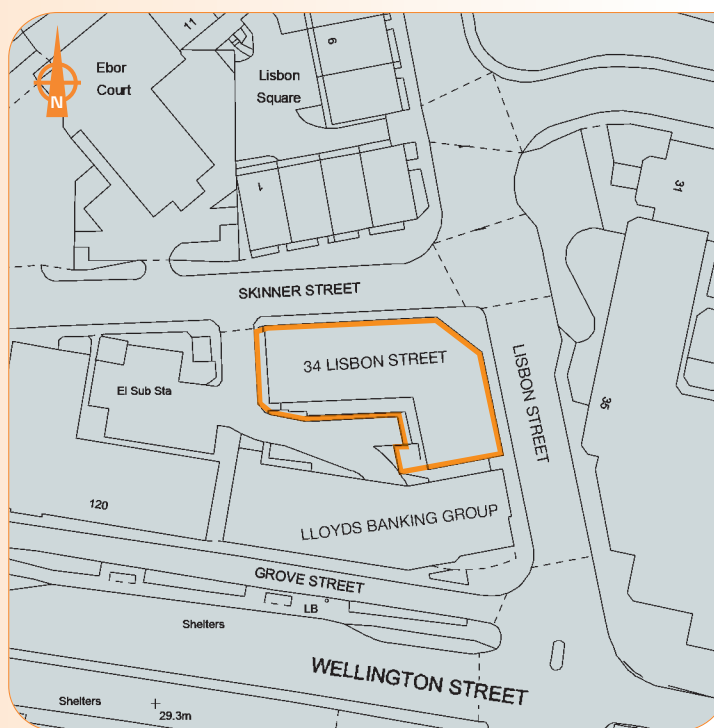 11
6
Ebor
Court
Lisbon
Square
N
31
1
SKINNER STREET
34 LISBON STREET
LISBON STREET
El Sub Sta
35
120
LLOYDS BANKING GROUP
GROVE STREET
LB
Shelters
WELLINGTON STREET
Shelters
29.3m